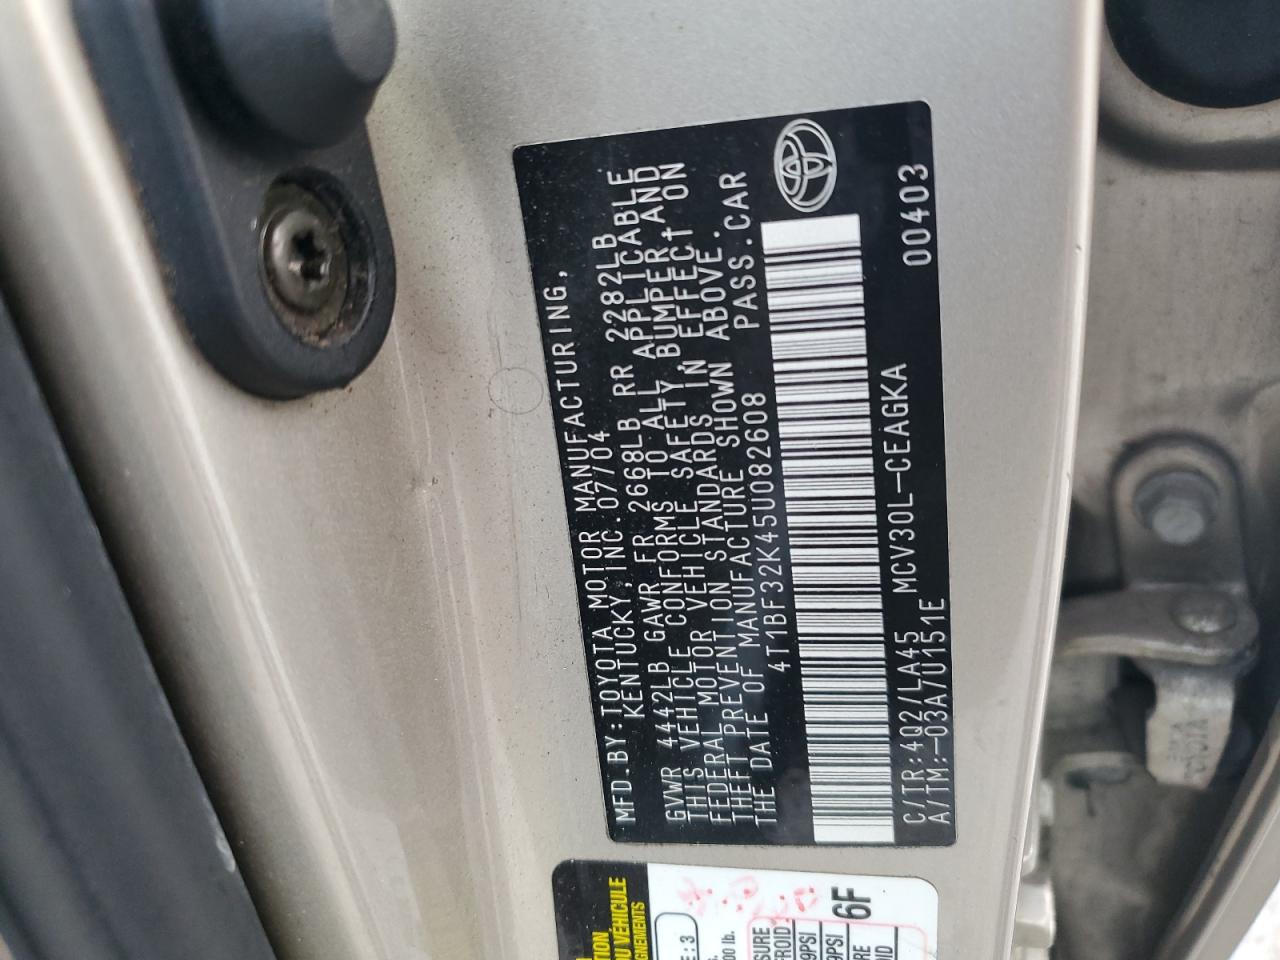 MFD.BY:TOYOTA MOTOR MANUFACTURING,
KENTUCKY,INC.07/04
GVWR 4442LB GAWR FR 2668LB RR 2282LB
THIS VEHICLE CONFORMS TO ALL APPLICABLE
FEDERAL MOTOR VEHICLE SAFETY,BUMPER,AND
THEFT PREVENTION STANDARDS IN EFFECT ON
THE DATE OF MANUFACTURE SHOWN ABOVE.
4T1BF32K45U082608 PASS.CAR
C/TR:4Q2/LA45 MCV30L-CEAGKA 00403
A/TM:-03A/U151E
TOYOTA
6F